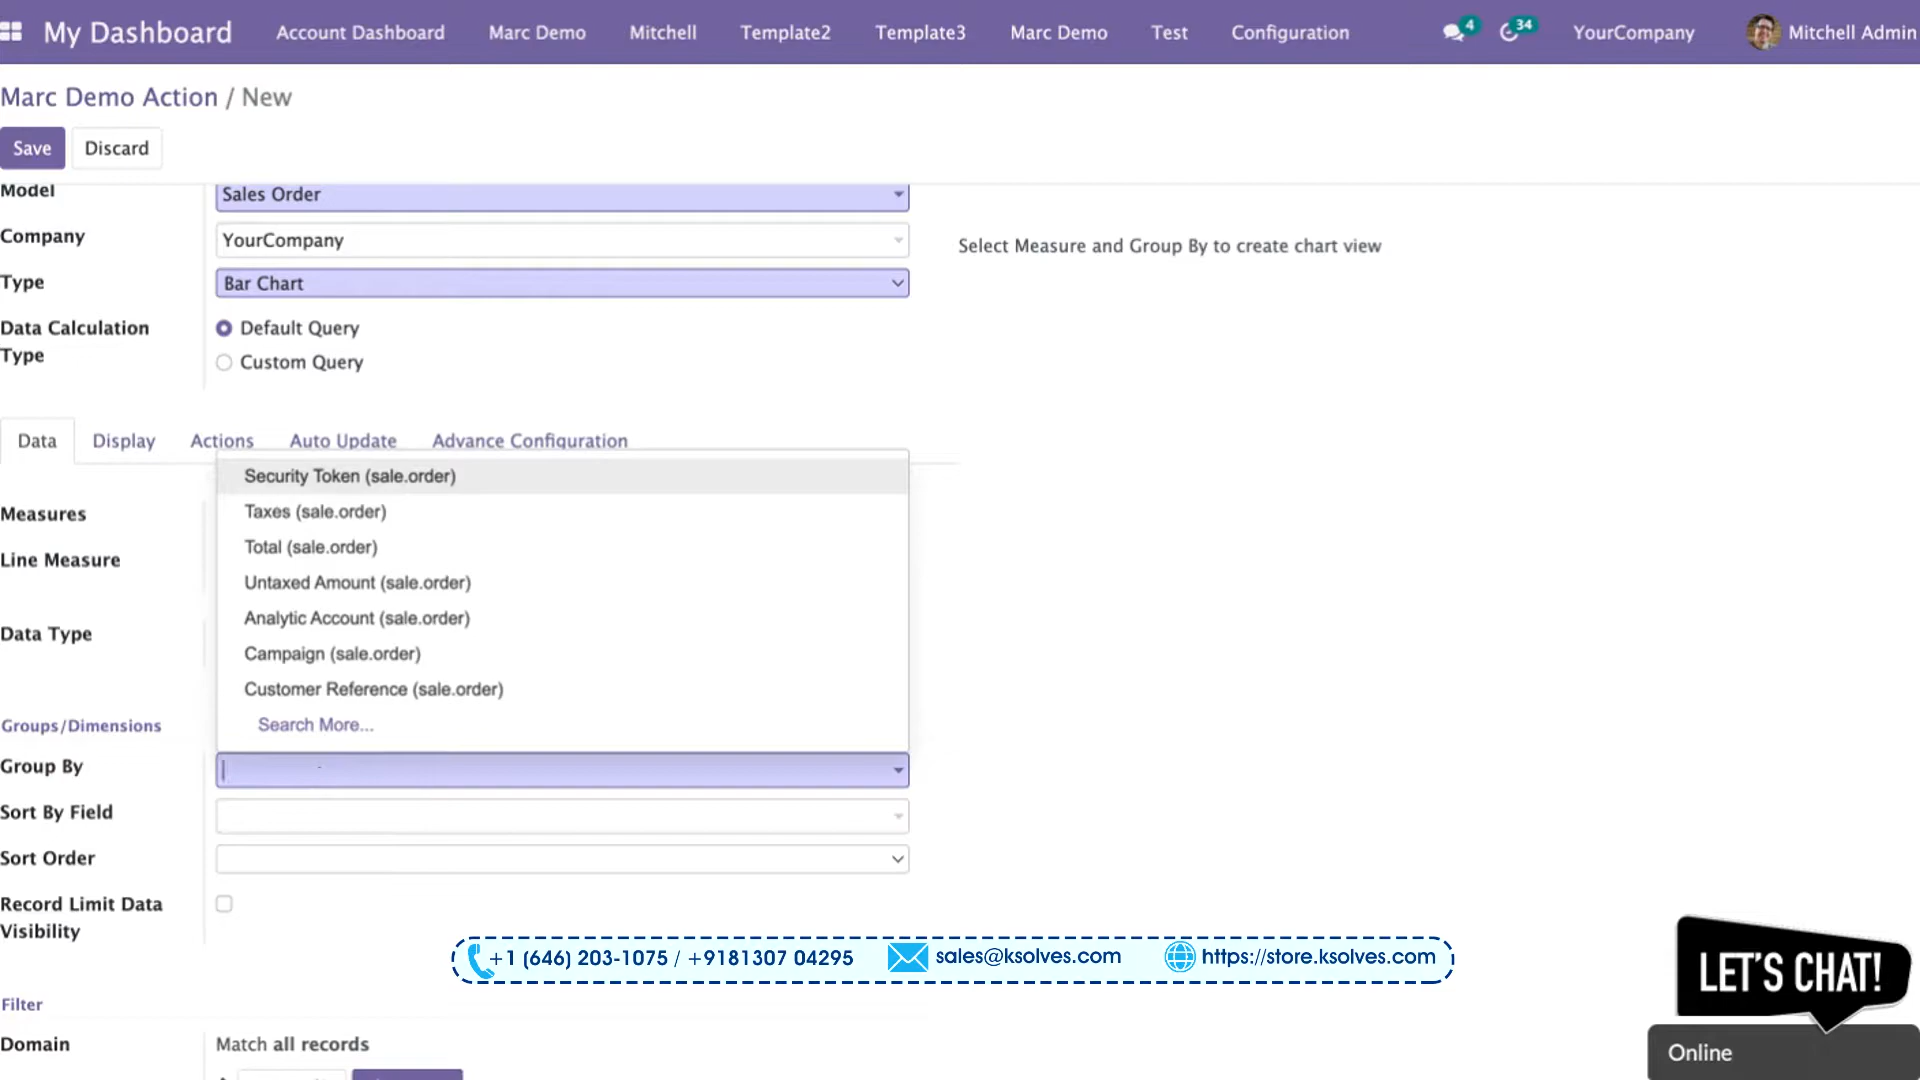 My Dashboard Account Dashboard Marc Demo Mitchell Template2 Template3 Marc Demo Test Configuration 4 34 YourCompany Mitchell Admin
Marc Demo Action / New
Save Discard
Model Sales Order
Company YourCompany
Select Measure and Group By to create chart view
Type Bar Chart
Data Calculation Type
Default Query
Custom Query
Data Display Actions Auto Update Advance Configuration
Security Token (sale.order)
Measures
Taxes (sale.order)
Line Measure
Total (sale.order)
Untaxed Amount (sale.order)
Data Type
Analytic Account (sale.order)
Campaign (sale.order)
Customer Reference (sale.order)
Search More...
Groups/Dimensions
Group By
Sort By Field
Sort Order
Record Limit Data
Visibility
+1 (646) 203-1075 / +9181307 04295 sales@ksolves.com https://store.ksolves.com
LET'S CHAT!
Filter
Domain Match all records
Online